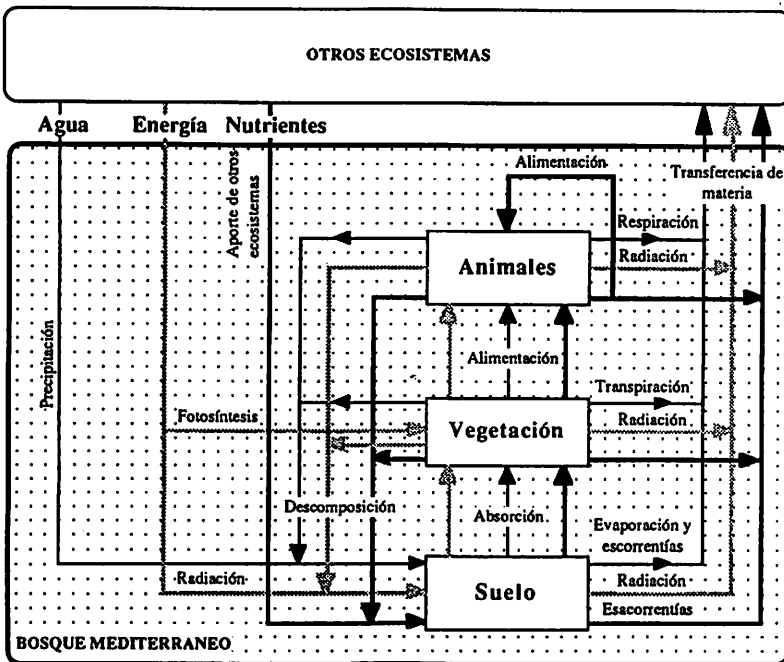 OTROS ECOSISTEMAS
Agua
Energía
Nutrientes
Aporte de otros
ecosistemas
Alimentación
Transferencia de
materia
Respiración
Radiación
Animales
Precipitación
Alimentación
Transpiración
Fotosíntesis
Radiación
Vegetación
Descomposición
Absorción
Evaporación y
escorrentías
Radiación
Radiación
Suelo
Esacorrentías
BOSQUE MEDITERRANEO